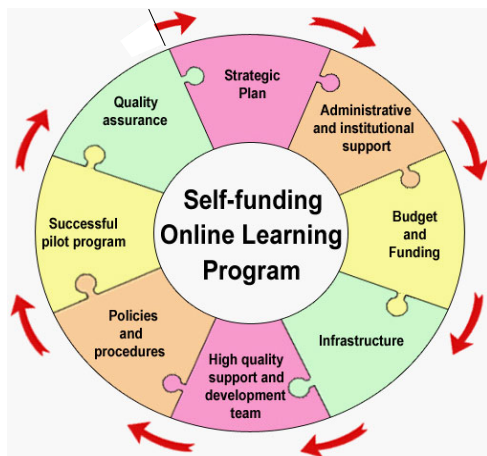 Self-funding
Online Learning
Program
Strategic
Plan
Administrative
and institutional
support
Budget
and
Funding
Infrastructure
High quality
support and
development
team
Policies
and
procedures
Successful
pilot program
Quality
assurance